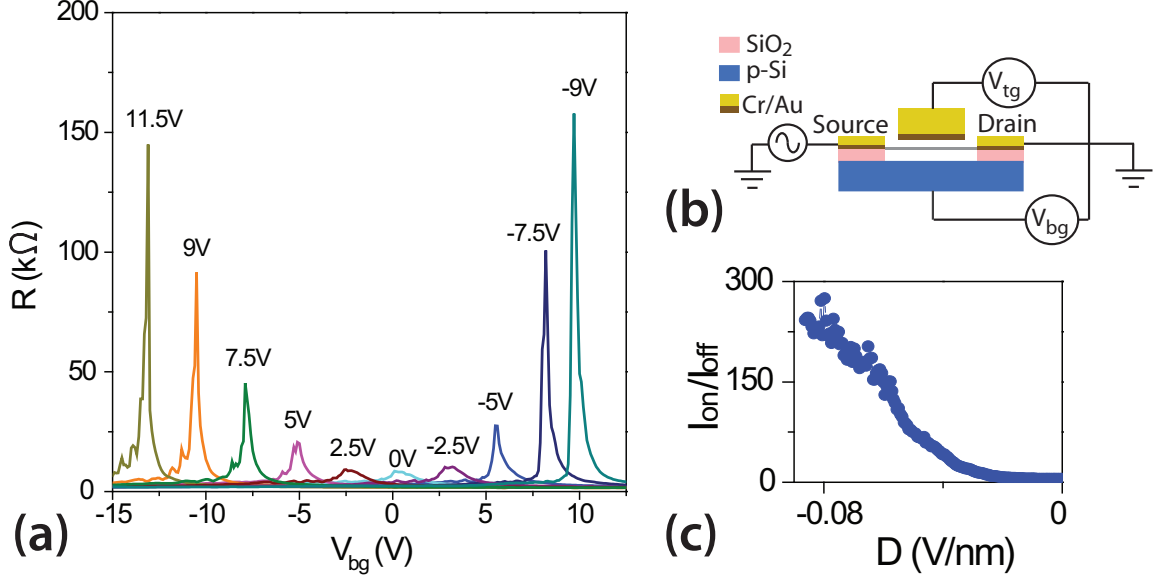 (a)
R (kΩ)
200
150
100
50
0
-15
-10
-5
0
5
10
V_bg (V)
11.5V
9V
7.5V
5V
2.5V
0V
-2.5V
-5V
-7.5V
-9V
(b)
SiO₂
p-Si
Cr/Au
Source
Drain
V_tg
V_bg
(c)
Ion/Ioff
300
150
0
-0.08
0
D (V/nm)